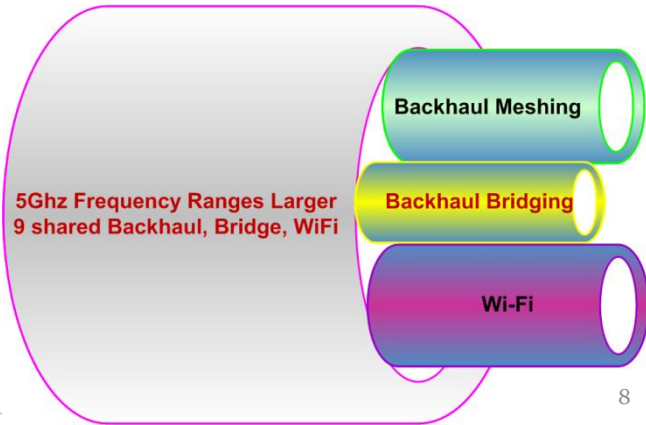 Backhaul Meshing
5Ghz Frequency Ranges Larger
9 shared Backhaul, Bridge, WiFi
Backhaul Bridging
Wi-Fi
8